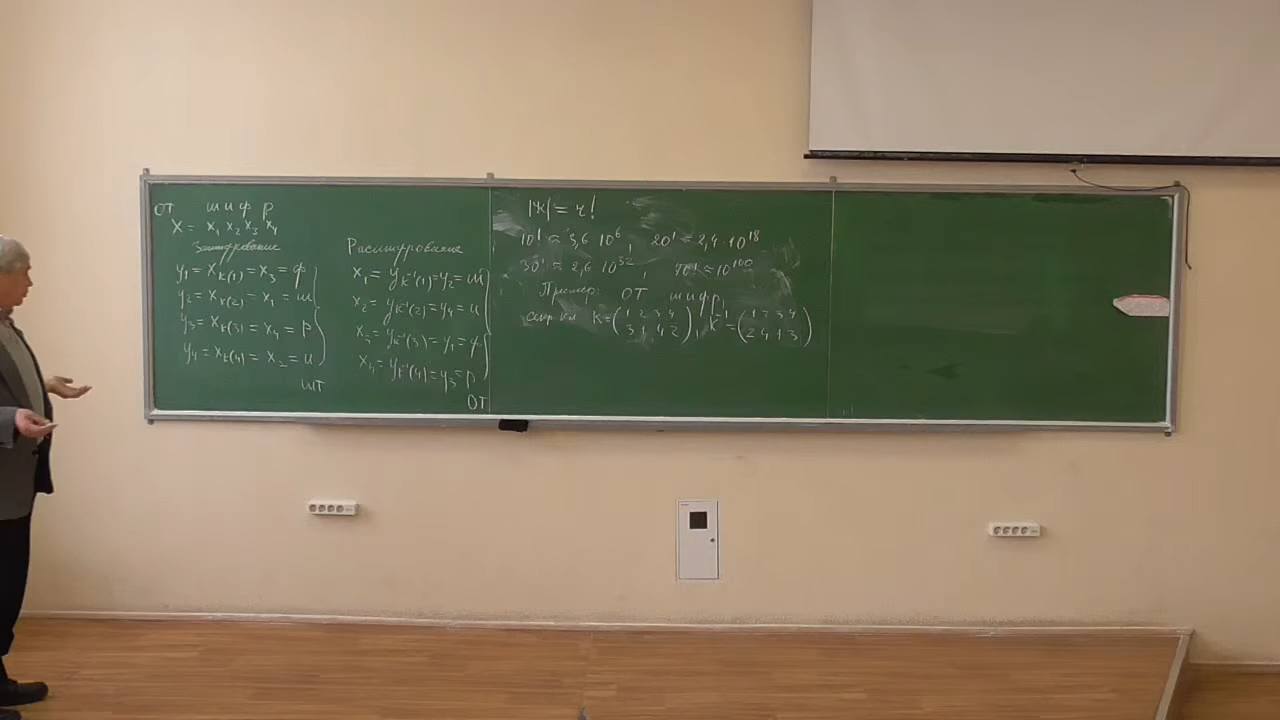 ОТ шифр
X = x₁ x₂ x₃ x₄
Зашифрование
y₁ = x_k(1) = x₃ = ф
y₂ = x_k(2) = x₁ = ш
y₃ = x_k(3) = x₄ = р
y₄ = x_k(4) = x₂ = и
ШТ
Расшифрование
x₁ = y_k⁻¹(1) = y₂ = ш
x₂ = y_k⁻¹(2) = y₄ = и
x₃ = y_k⁻¹(3) = y₁ = ф
x₄ = y_k⁻¹(4) = y₃ = р
ОТ
|K| = r!
10! ≈ 3,6 10⁶, 20! ≈ 2,4 · 10¹⁸
30! ≈ 2,6 10³², 70! ≈ 10¹⁰⁰
Пример: ОТ шифр,
K = (1 2 3 4 / 3 1 4 2), K⁻¹ = (1 2 3 4 / 2 4 1 3)